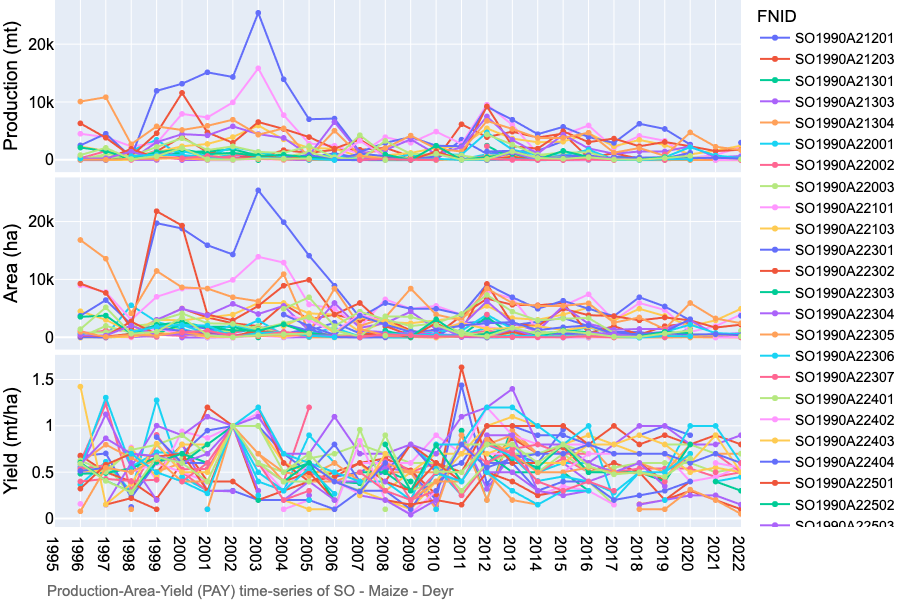 FNID
SO1990A21201
SO1990A21203
SO1990A21301
SO1990A21303
SO1990A21304
SO1990A22001
SO1990A22002
SO1990A22003
SO1990A22101
SO1990A22103
SO1990A22301
SO1990A22302
SO1990A22303
SO1990A22304
SO1990A22305
SO1990A22306
SO1990A22307
SO1990A22401
SO1990A22402
SO1990A22403
SO1990A22404
SO1990A22501
SO1990A22502
SO1990A22503
Production (mt)
20k
10k
0
Area (ha)
20k
10k
0
Yield (mt/ha)
1.5
1
0.5
0
1995
1996
1997
1998
1999
2000
2001
2002
2003
2004
2005
2006
2007
2008
2009
2010
2011
2012
2013
2014
2015
2016
2017
2018
2019
2020
2021
2022
Production-Area-Yield (PAY) time-series of SO - Maize - Deyr